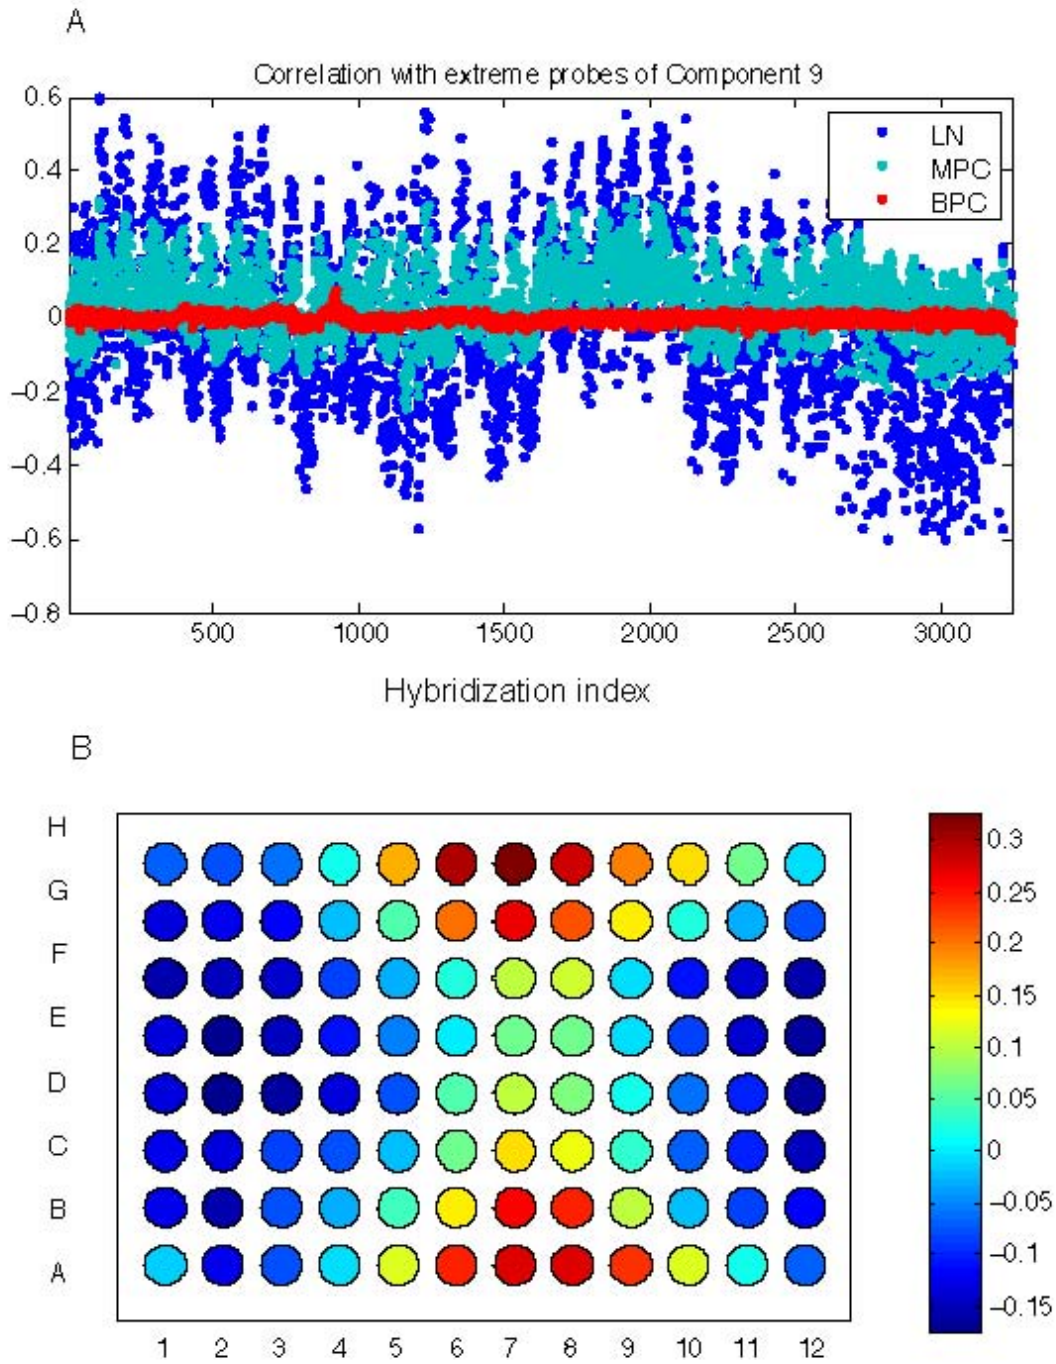 A
Correlation with extreme probes of Component 9
0.6
0.4
0.2
0
−0.2
−0.4
−0.6
−0.8
LN
MPC
BPC
500
1000
1500
2000
2500
3000
Hybridization index
B
H
G
F
E
D
C
B
A
1
2
3
4
5
6
7
8
9
10
11
12
0.3
0.25
0.2
0.15
0.1
0.05
0
−0.05
−0.1
−0.15